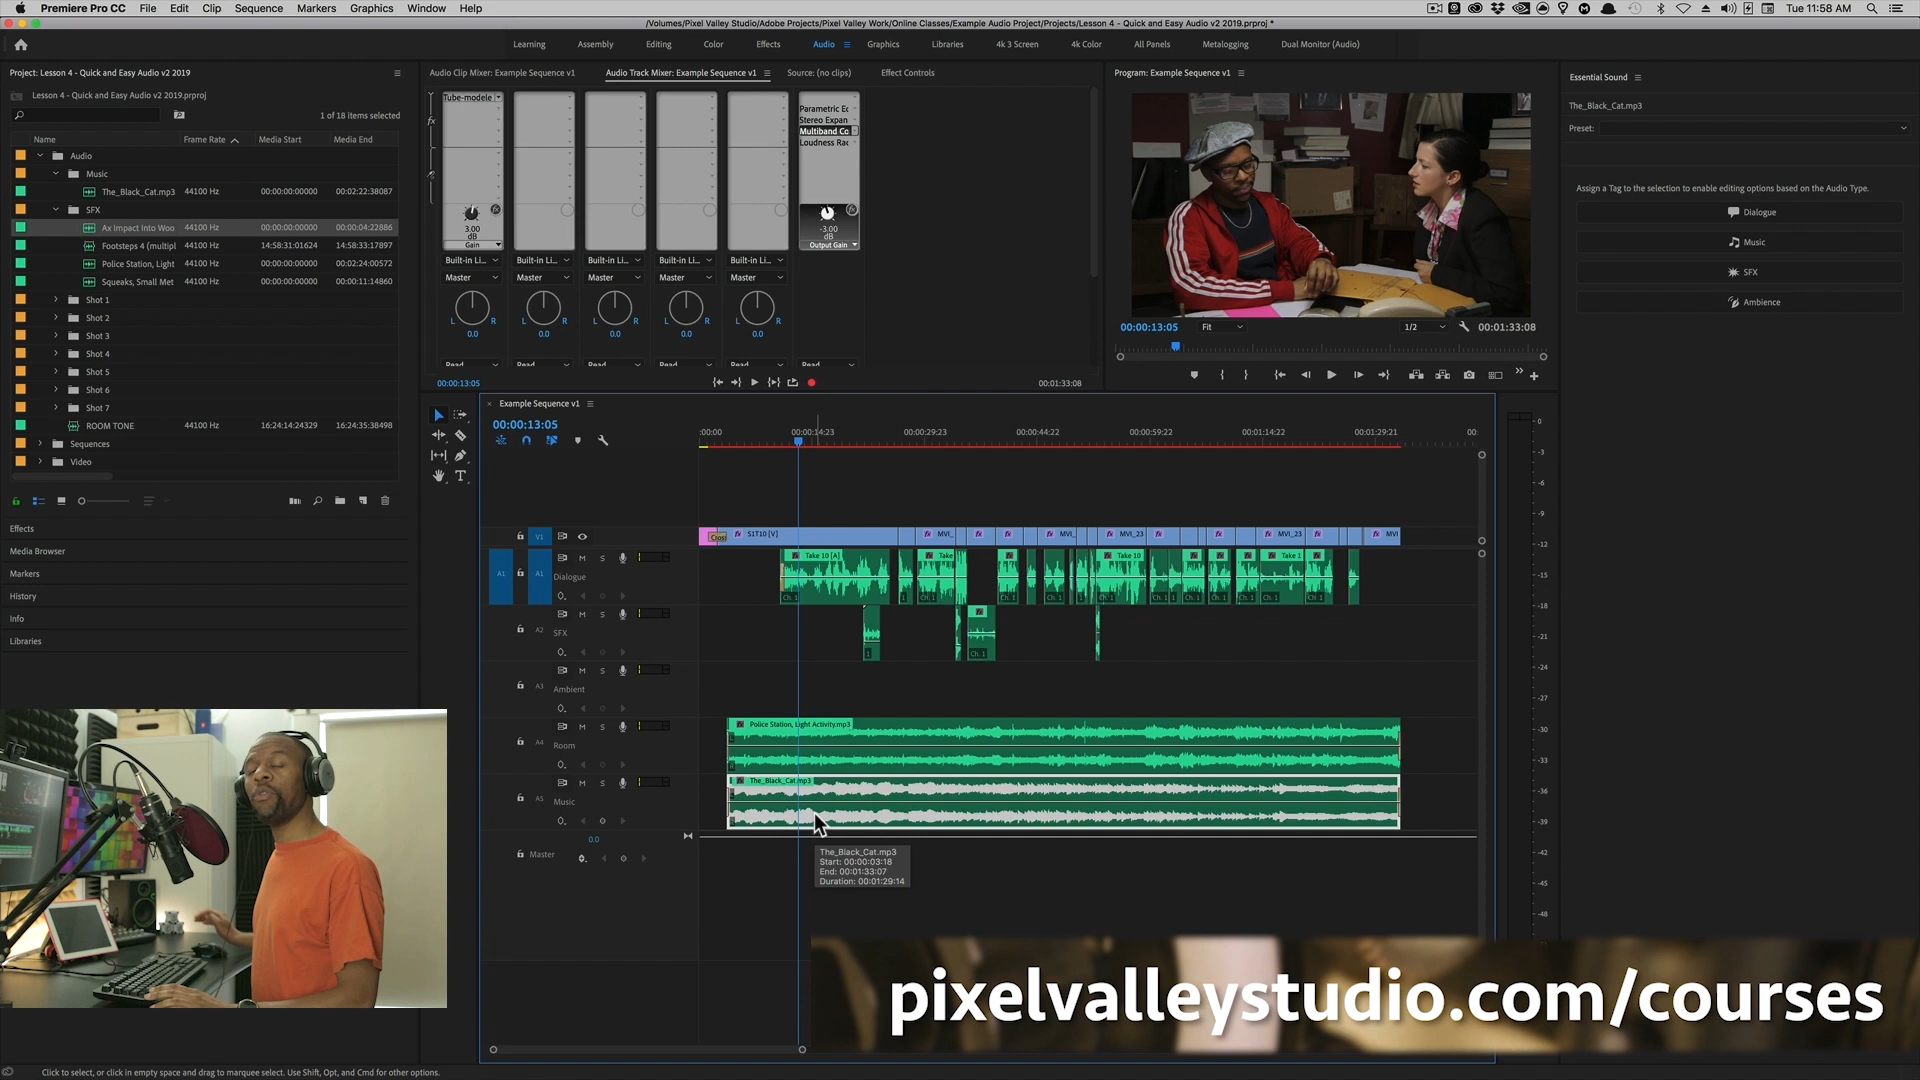 Premiere Pro CC File Edit Clip Sequence Markers Graphics Window Help Tue 11:58 AM
/Volumes/Pixel Valley Studio/Adobe Projects/Pixel Valley Work/Online Classes/Example Audio Project/Projects/Lesson 4 - Quick and Easy Audio v2 2019.prproj *
Learning Assembly Editing Color Effects Audio Graphics Libraries 4k 3 Screen 4k Color All Panels Metalogging Dual Monitor (Audio)
Project: Lesson 4 - Quick and Easy Audio v2 2019
Lesson 4 - Quick and Easy Audio v2 2019.prproj
1 of 18 items selected
Name Frame Rate Media Start Media End
Audio
Music
The_Black_Cat.mp3 44100 Hz 00:00:00:00000 00:02:22:38087
SFX
Ax Impact Into Woo 44100 Hz 00:00:00:00000 00:00:04:22886
Footsteps 4 (multipl 44100 Hz 14:58:31:01624 14:58:33:17897
Police Station, Light 44100 Hz 00:00:00:00000 00:02:24:00572
Squeaks, Small Met 44100 Hz 00:00:00:00000 00:00:11:14860
Shot 1
Shot 2
Shot 3
Shot 4
Shot 5
Shot 6
Shot 7
ROOM TONE 44100 Hz 16:24:14:24329 16:24:35:38498
Sequences
Video
Effects
Media Browser
Markers
History
Info
Libraries
Audio Clip Mixer: Example Sequence v1 Audio Track Mixer: Example Sequence v1 Source: (no clips) Effect Controls
Tube-modele
Parametric Ec
Stereo Expan
Multiband Co
Loudness Rac
3.00 -3.00
dB dB
Gain Output Gain
Built-in Li... Built-in Li... Built-in Li... Built-in Li... Built-in Li...
Master Master Master Master Master
L R L R L R L R L R
0.0 0.0 0.0 0.0 0.0
Read Read Read Read Read Read
00:00:13:05 00:01:33:08
Program: Example Sequence v1
00:00:13:05 Fit 1/2 00:01:33:08
Essential Sound
The_Black_Cat.mp3
Preset:
Assign a Tag to the selection to enable editing options based on the Audio Type.
Dialogue
Music
SFX
Ambience
Example Sequence v1
00:00:13:05
:00:00 00:00:14:23 00:00:29:23 00:00:44:22 00:00:59:22 00:01:14:22 00:01:29:21 00:
V1 Cross S1T10 [V] MVI_ MVI_ MVI_23 MVI_23 MVI
A1 A1 M S Take 10 [A] Take Take 10 Take 1
Dialogue
Ch. 1 1 Ch. 1 Ch. 1 Ch. 1 1 Ch. 1 Ch. 1 Ch. 1 Ch. 1 Ch. 1 Ch. 1 Ch. 1
M S
A2 SFX
1 Ch. 1
M S
A3 Ambient
M S Police Station, Light Activity.mp3
A4 Room
M S The_Black_Cat.mp3
A5 Music
0.0
Master
The_Black_Cat.mp3
Start: 00:00:03:18
End: 00:01:33:07
Duration: 00:01:29:14
0
-3
-6
-9
-12
-15
-18
-21
-24
-27
-30
-33
-36
-39
-42
-45
-48
pixelvalleystudio.com/courses
Click to select, or click in empty space and drag to marquee select. Use Shift, Opt, and Cmd for other options.